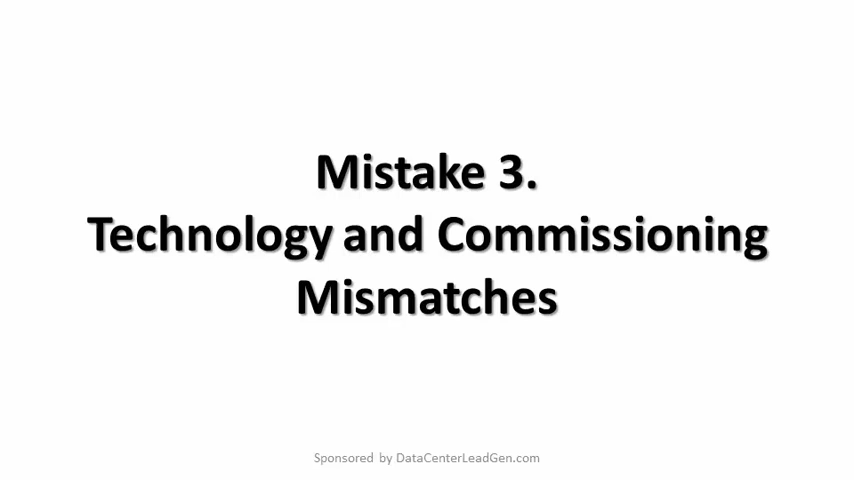 Mistake 3.
Technology and Commissioning
Mismatches
Sponsored by DataCenterLeadGen.com